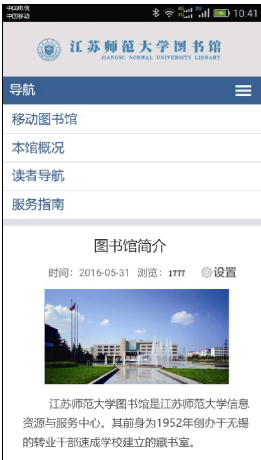 中国电信
中国移动
10:41
江苏师范大学图书馆
JIANGSU NORMAL UNIVERSITY LIBRARY
导航
移动图书馆
本馆概况
读者导航
服务指南
图书馆简介
时间：2016-05-31 浏览：1777 设置
江苏师范大学图书馆是江苏师范大学信息
资源与服务中心。其前身为1952年创办于无锡
的转业干部速成学校建立的藏书室。